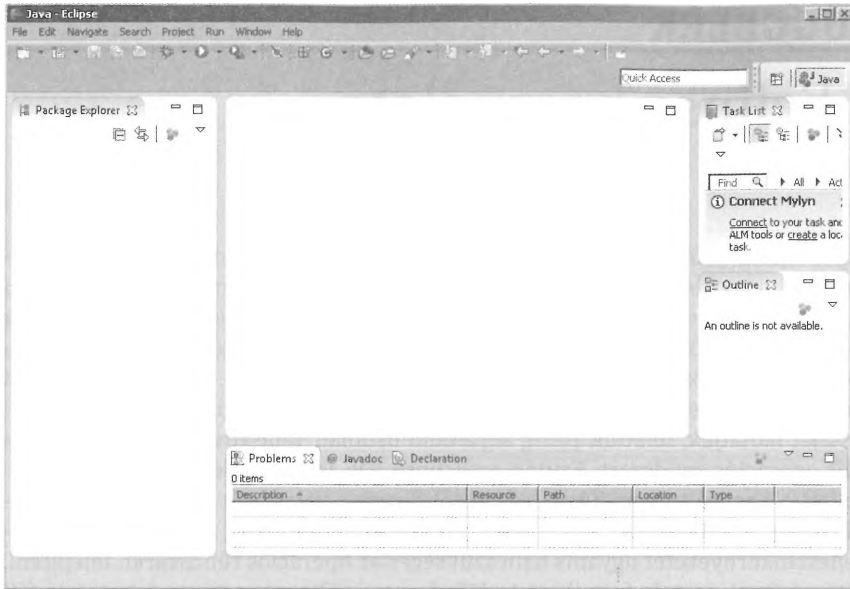 Java - Eclipse
File Edit Navigate Search Project Run Window Help
Quick Access
Java
Package Explorer
Task List
Find
All
Connect Mylyn
Connect to your task and
ALM tools or create a
task.
Outline
An outline is not available.
Problems
@ Javadoc
Declaration
0 items
Description
Resource
Path
Location
Type